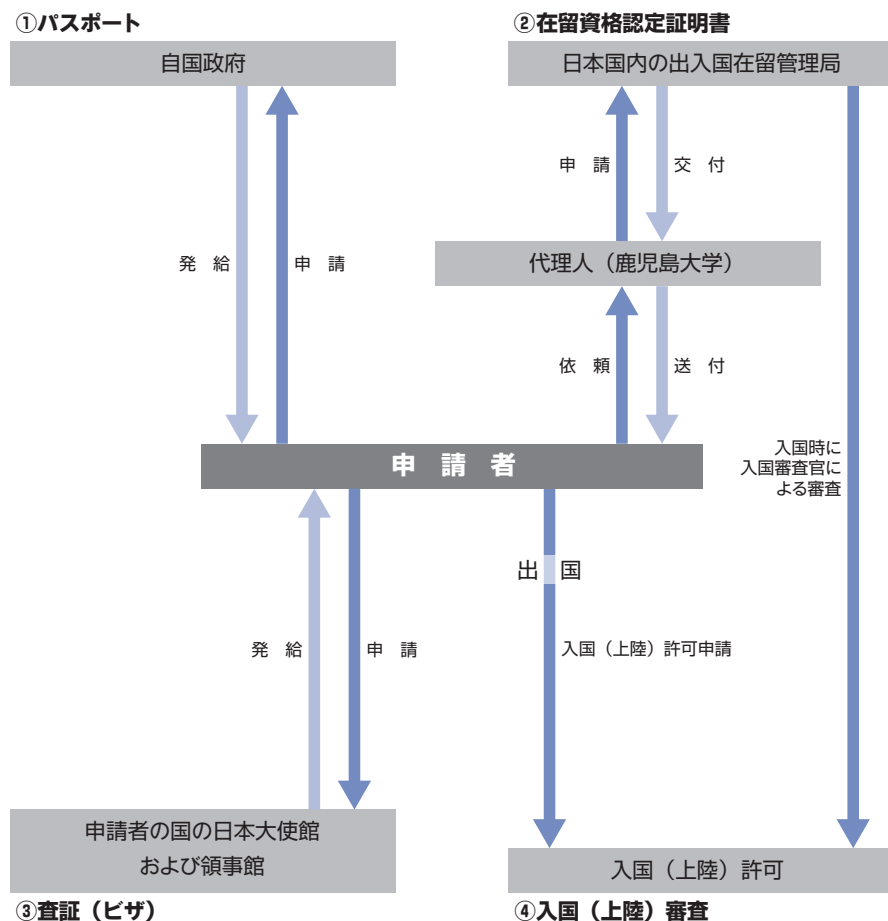 ①パスポート
自国政府
発　給
申　請
②在留資格認定証明書
日本国内の出入国在留管理局
申　請
交　付
代理人（鹿児島大学）
依　頼
送　付
申　請　者
入国時に
入国審査官に
よる審査
出　国
発　給
申　請
入国（上陸）許可申請
申請者の国の日本大使館
および領事館
③査証（ビザ）
入国（上陸）許可
④入国（上陸）審査